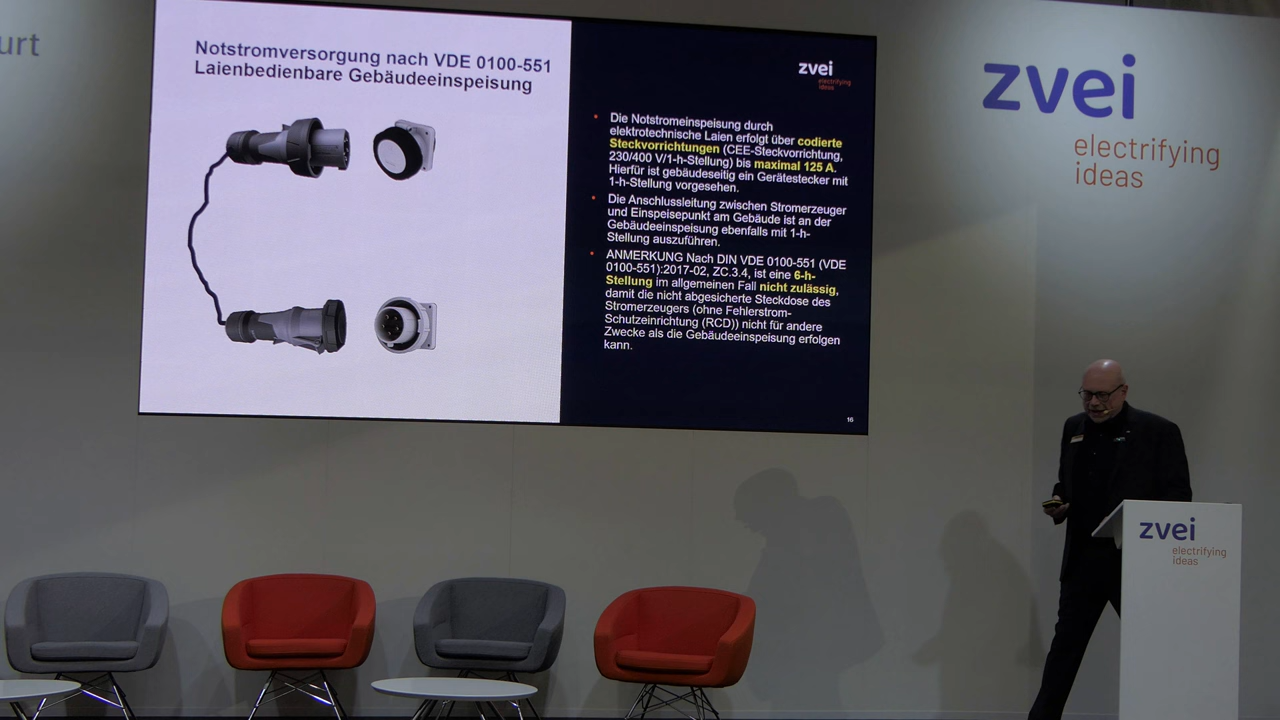 urt
Notstromversorgung nach VDE 0100-551
Laienbedienbare Gebäudeeinspeisung
zvei
electrifying
ideas
Die Notstromeinspeisung durch
elektrotechnische Laien erfolgt über codierte
Steckvorrichtungen (CEE-Steckvorrichtung,
230/400 V/1-h-Stellung) bis maximal 125 A.
Hierfür ist gebäudeseitig ein Gerätestecker mit
1-h-Stellung vorgesehen.
Die Anschlussleitung zwischen Stromerzeuger
und Einspeisepunkt am Gebäude ist an der
Gebäudeeinspeisung ebenfalls mit 1-h-
Stellung auszuführen.
ANMERKUNG Nach DIN VDE 0100-551 (VDE
0100-551):2017-02, ZC.3.4, ist eine 6-h-
Stellung im allgemeinen Fall nicht zulässig,
damit die nicht abgesicherte Steckdose des
Stromerzeugers (ohne Fehlerstrom-
Schutzeinrichtung (RCD)) nicht für andere
Zwecke als die Gebäudeeinspeisung erfolgen
kann.
16
zvei
electrifying
ideas
zvei
electrifying
ideas